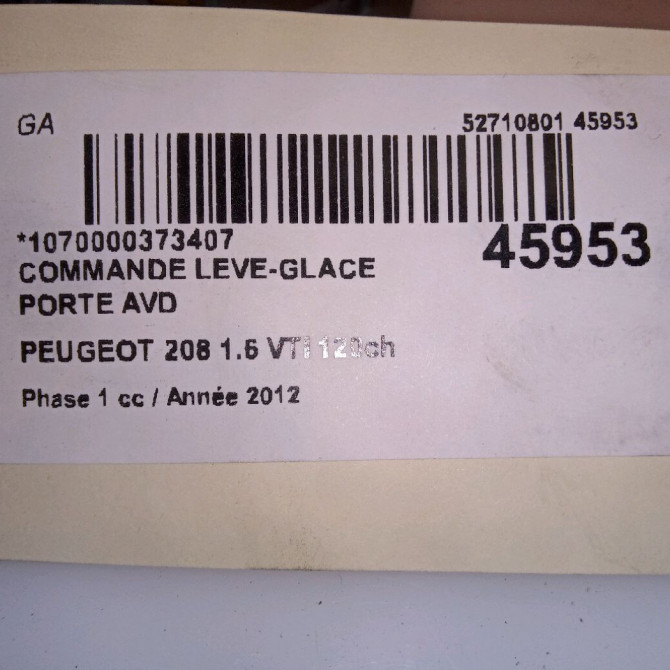 GA
52710801 45953
*1070000373407
45953
COMMANDE LEVE-GLACE
PORTE AVD
PEUGEOT 208 1.6 VTi 120ch
Phase 1 cc / Année 2012